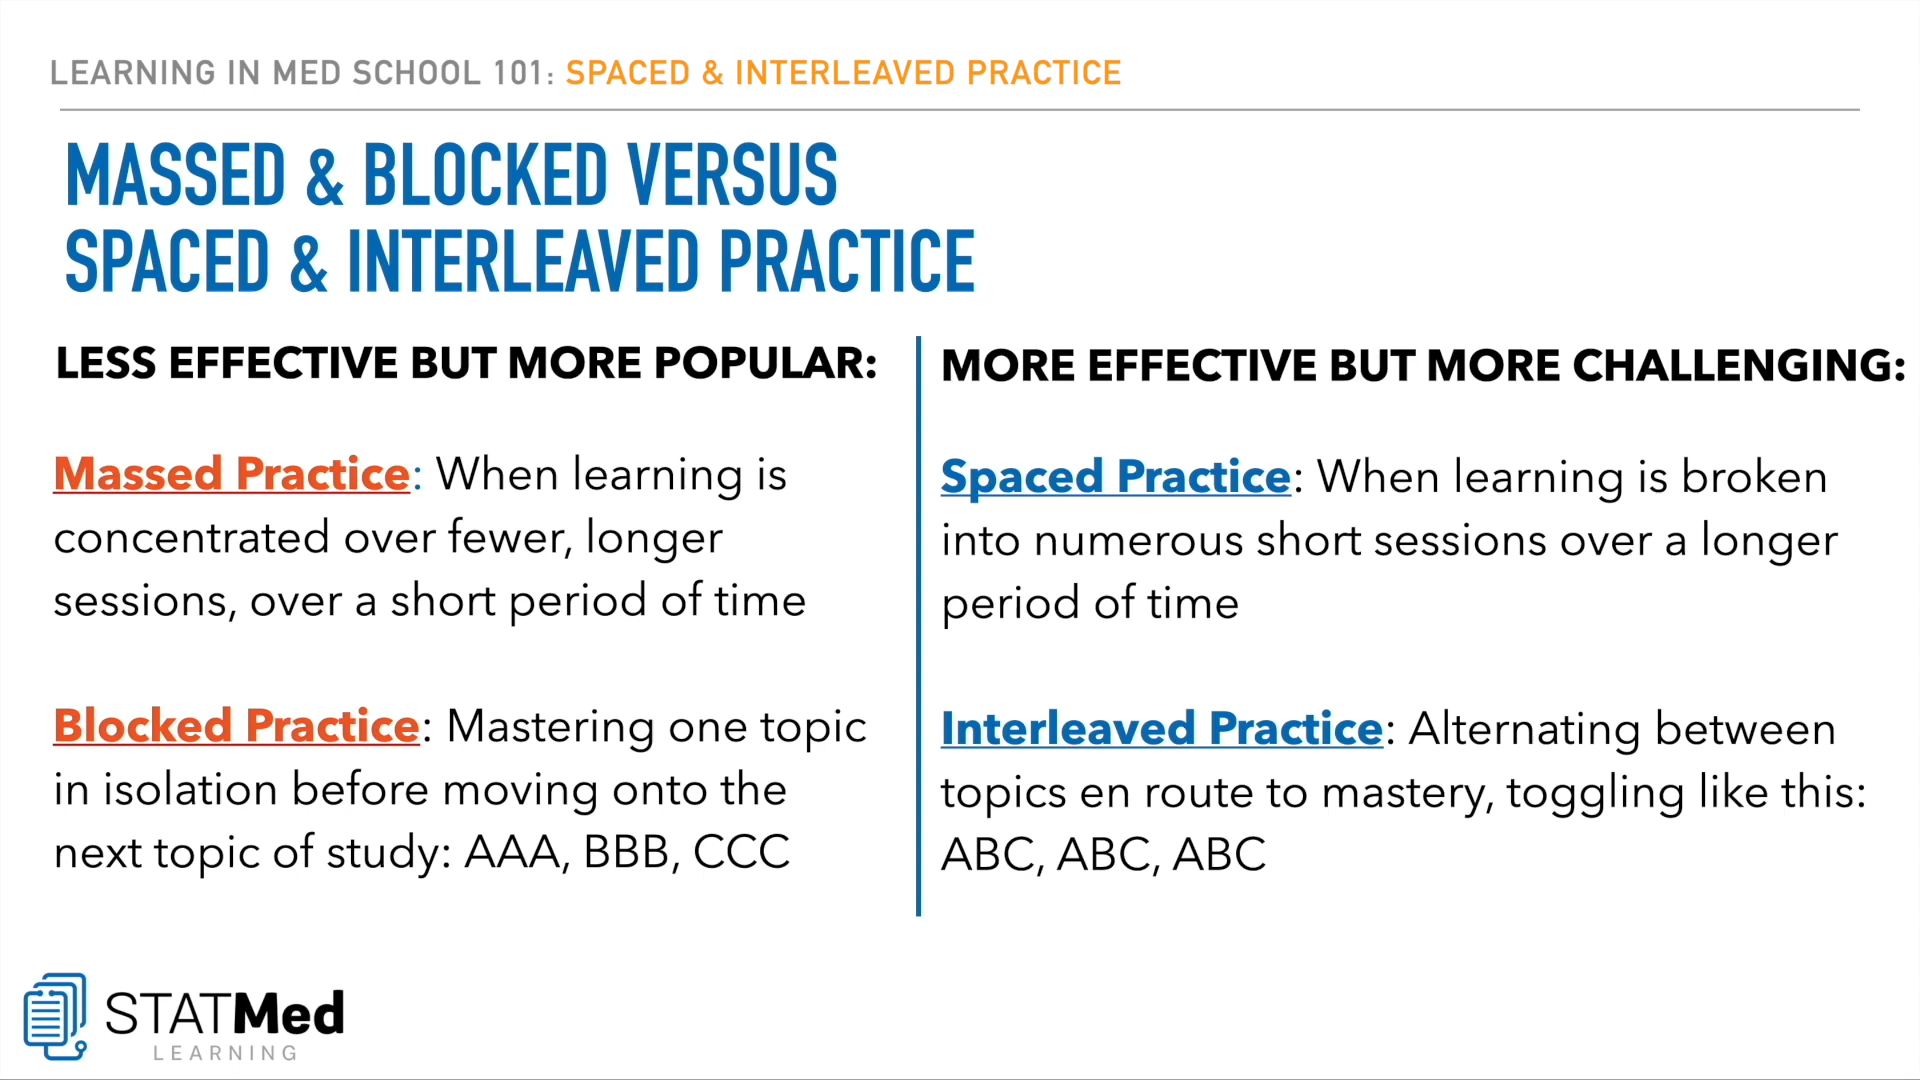 LEARNING IN MED SCHOOL 101: SPACED & INTERLEAVED PRACTICE
MASSED & BLOCKED VERSUS
SPACED & INTERLEAVED PRACTICE
LESS EFFECTIVE BUT MORE POPULAR:
Massed Practice: When learning is
concentrated over fewer, longer
sessions, over a short period of time
Blocked Practice: Mastering one topic
in isolation before moving onto the
next topic of study: AAA, BBB, CCC
MORE EFFECTIVE BUT MORE CHALLENGING:
Spaced Practice: When learning is broken
into numerous short sessions over a longer
period of time
Interleaved Practice: Alternating between
topics en route to mastery, toggling like this:
ABC, ABC, ABC
STATMed
LEARNING